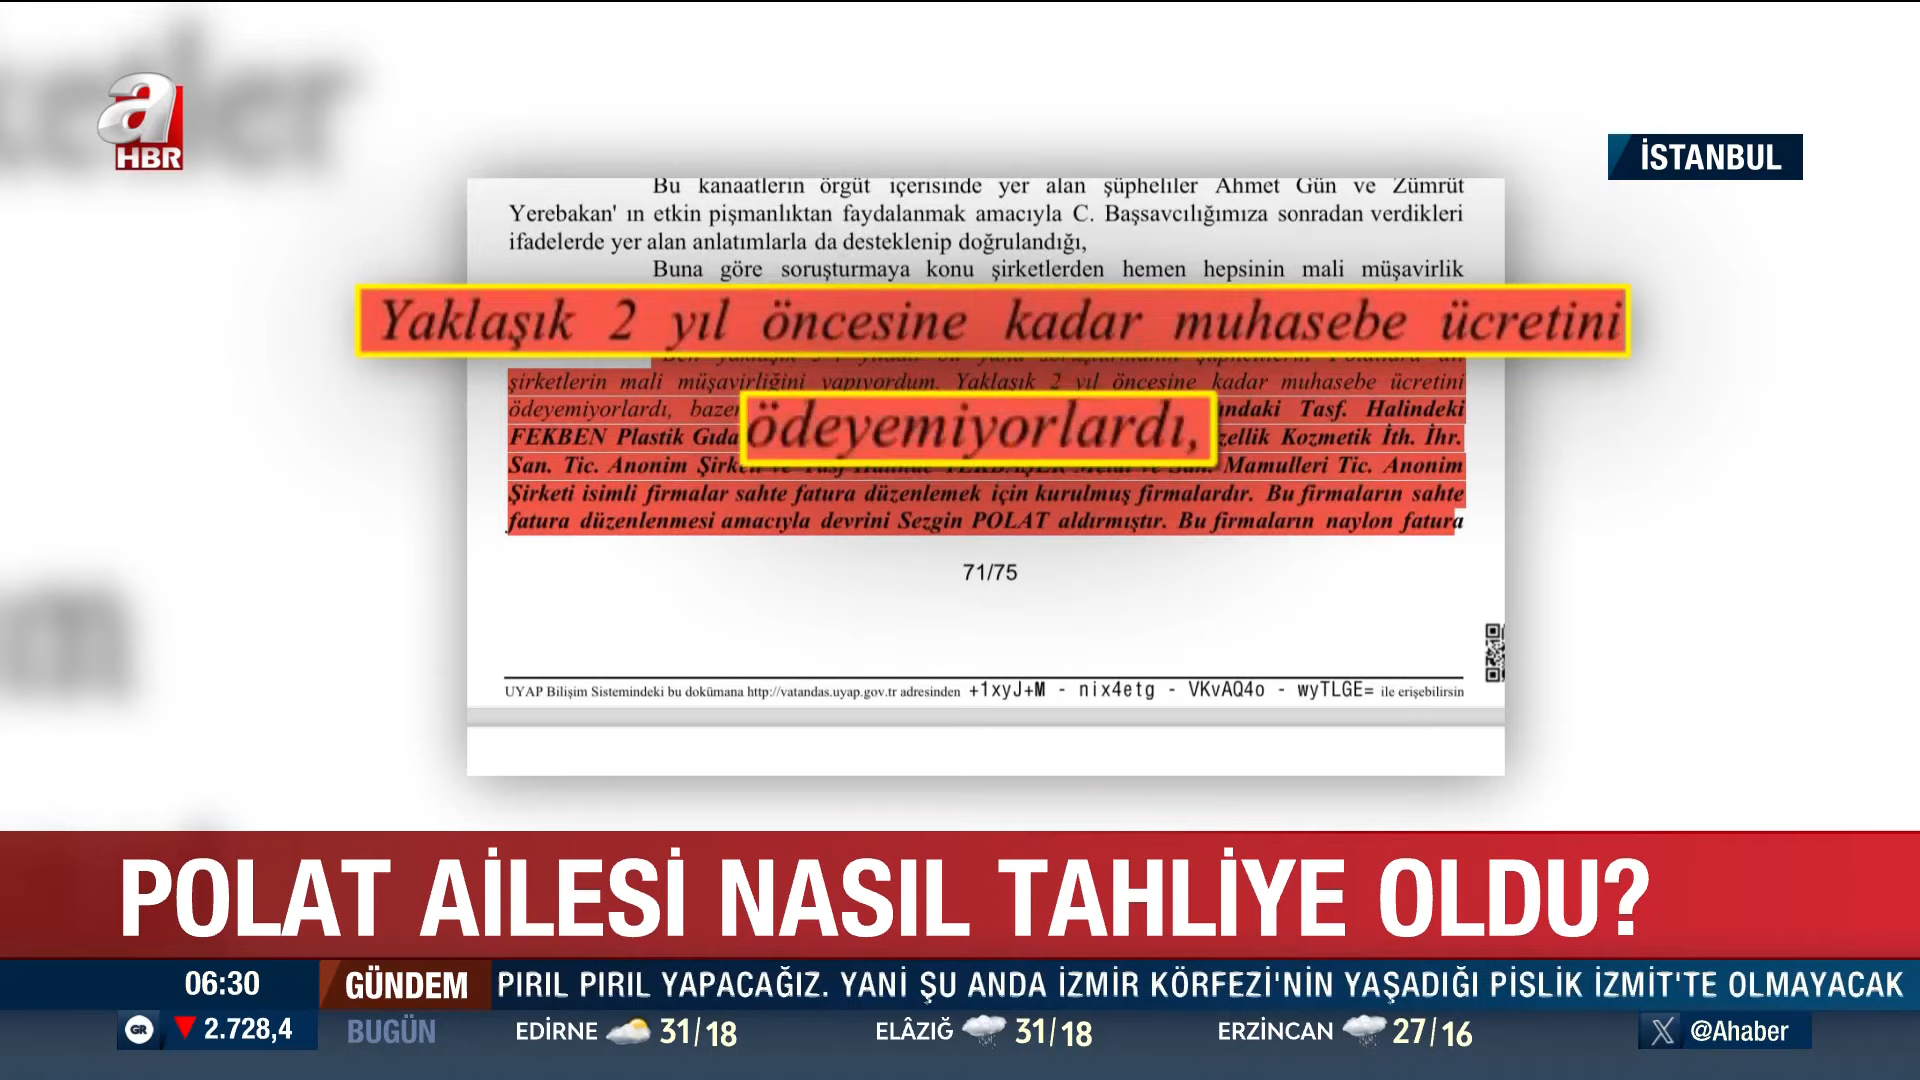 a
HBR
İSTANBUL
Bu kanaatlerin örgüt içerisinde yer alan şüpheliler Ahmet Gün ve Zümrüt
Yerebakan' ın etkin pişmanlıktan faydalanmak amacıyla C. Başsavcılığımıza sonradan verdikleri
ifadelerde yer alan anlatımlarla da desteklenip doğrulandığı,
Buna göre soruşturmaya konu şirketlerden hemen hepsinin mali müşavirlik
Yaklaşık 2 yıl öncesine kadar muhasebe ücretini
şirketlerin mali müşavirliğini yapıyordum. Yaklaşık 2 yıl öncesine kadar muhasebe ücretini
ödeyemiyorlardı, ödeyemiyorlardı, Tasf. Halindeki
FEKBEN Plastik Gıda Kozmetik İth. İhr.
San. Tic. Anonim Mamulleri Tic. Anonim
Şirketi isimli firmalar sahte fatura düzenlemek için kurulmuş firmalardır. Bu firmaların sahte
fatura düzenlenmesi amacıyla devrini Sezgin POLAT aldırmıştır. Bu firmaların naylon fatura
71/75
UYAP Bilişim Sistemindeki bu dokümana http://vatandas.uyap.gov.tr adresinden +1xyJ+M - nix4etg - VKvAQ4o - wyTLGE= ile erişebilirsin
POLAT AİLESİ NASIL TAHLİYE OLDU?
06:30 GÜNDEM PIRIL PIRIL YAPACAĞIZ. YANİ ŞU ANDA İZMİR KÖRFEZİ'NİN YAŞADIĞI PİSLİK İZMİT'TE OLMAYACAK
GR 2.728,4 BUGÜN EDİRNE 31/18 ELÂZIĞ 31/18 ERZİNCAN 27/16 @Ahaber